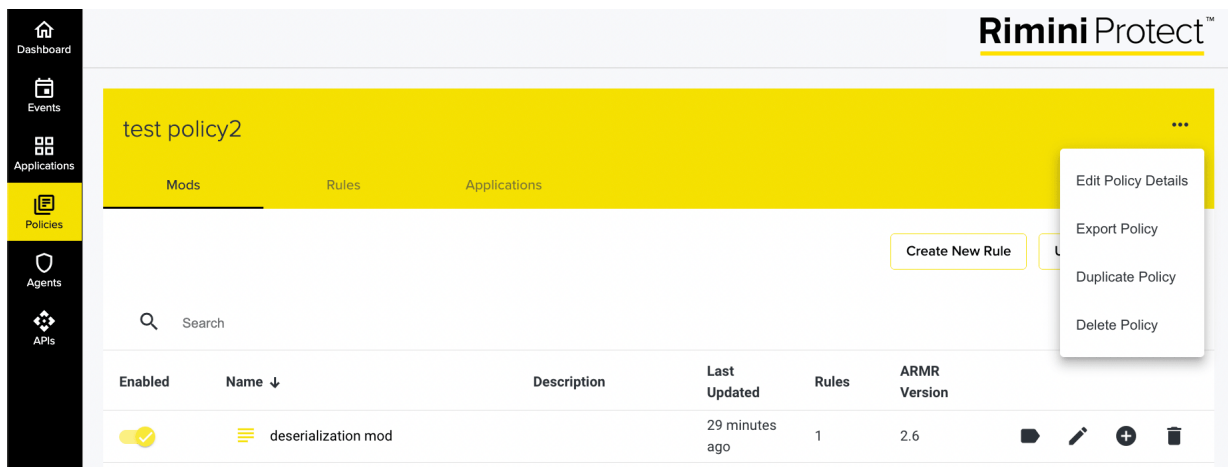 Rimini Protect™
Dashboard
Events
Applications
Policies
Agents
APIs
test policy2
Mods Rules Applications
Edit Policy Details
Export Policy
Duplicate Policy
Delete Policy
Create New Rule
Search
Enabled Name Description Last Updated Rules ARMR Version
deserialization mod 29 minutes ago 1 2.6